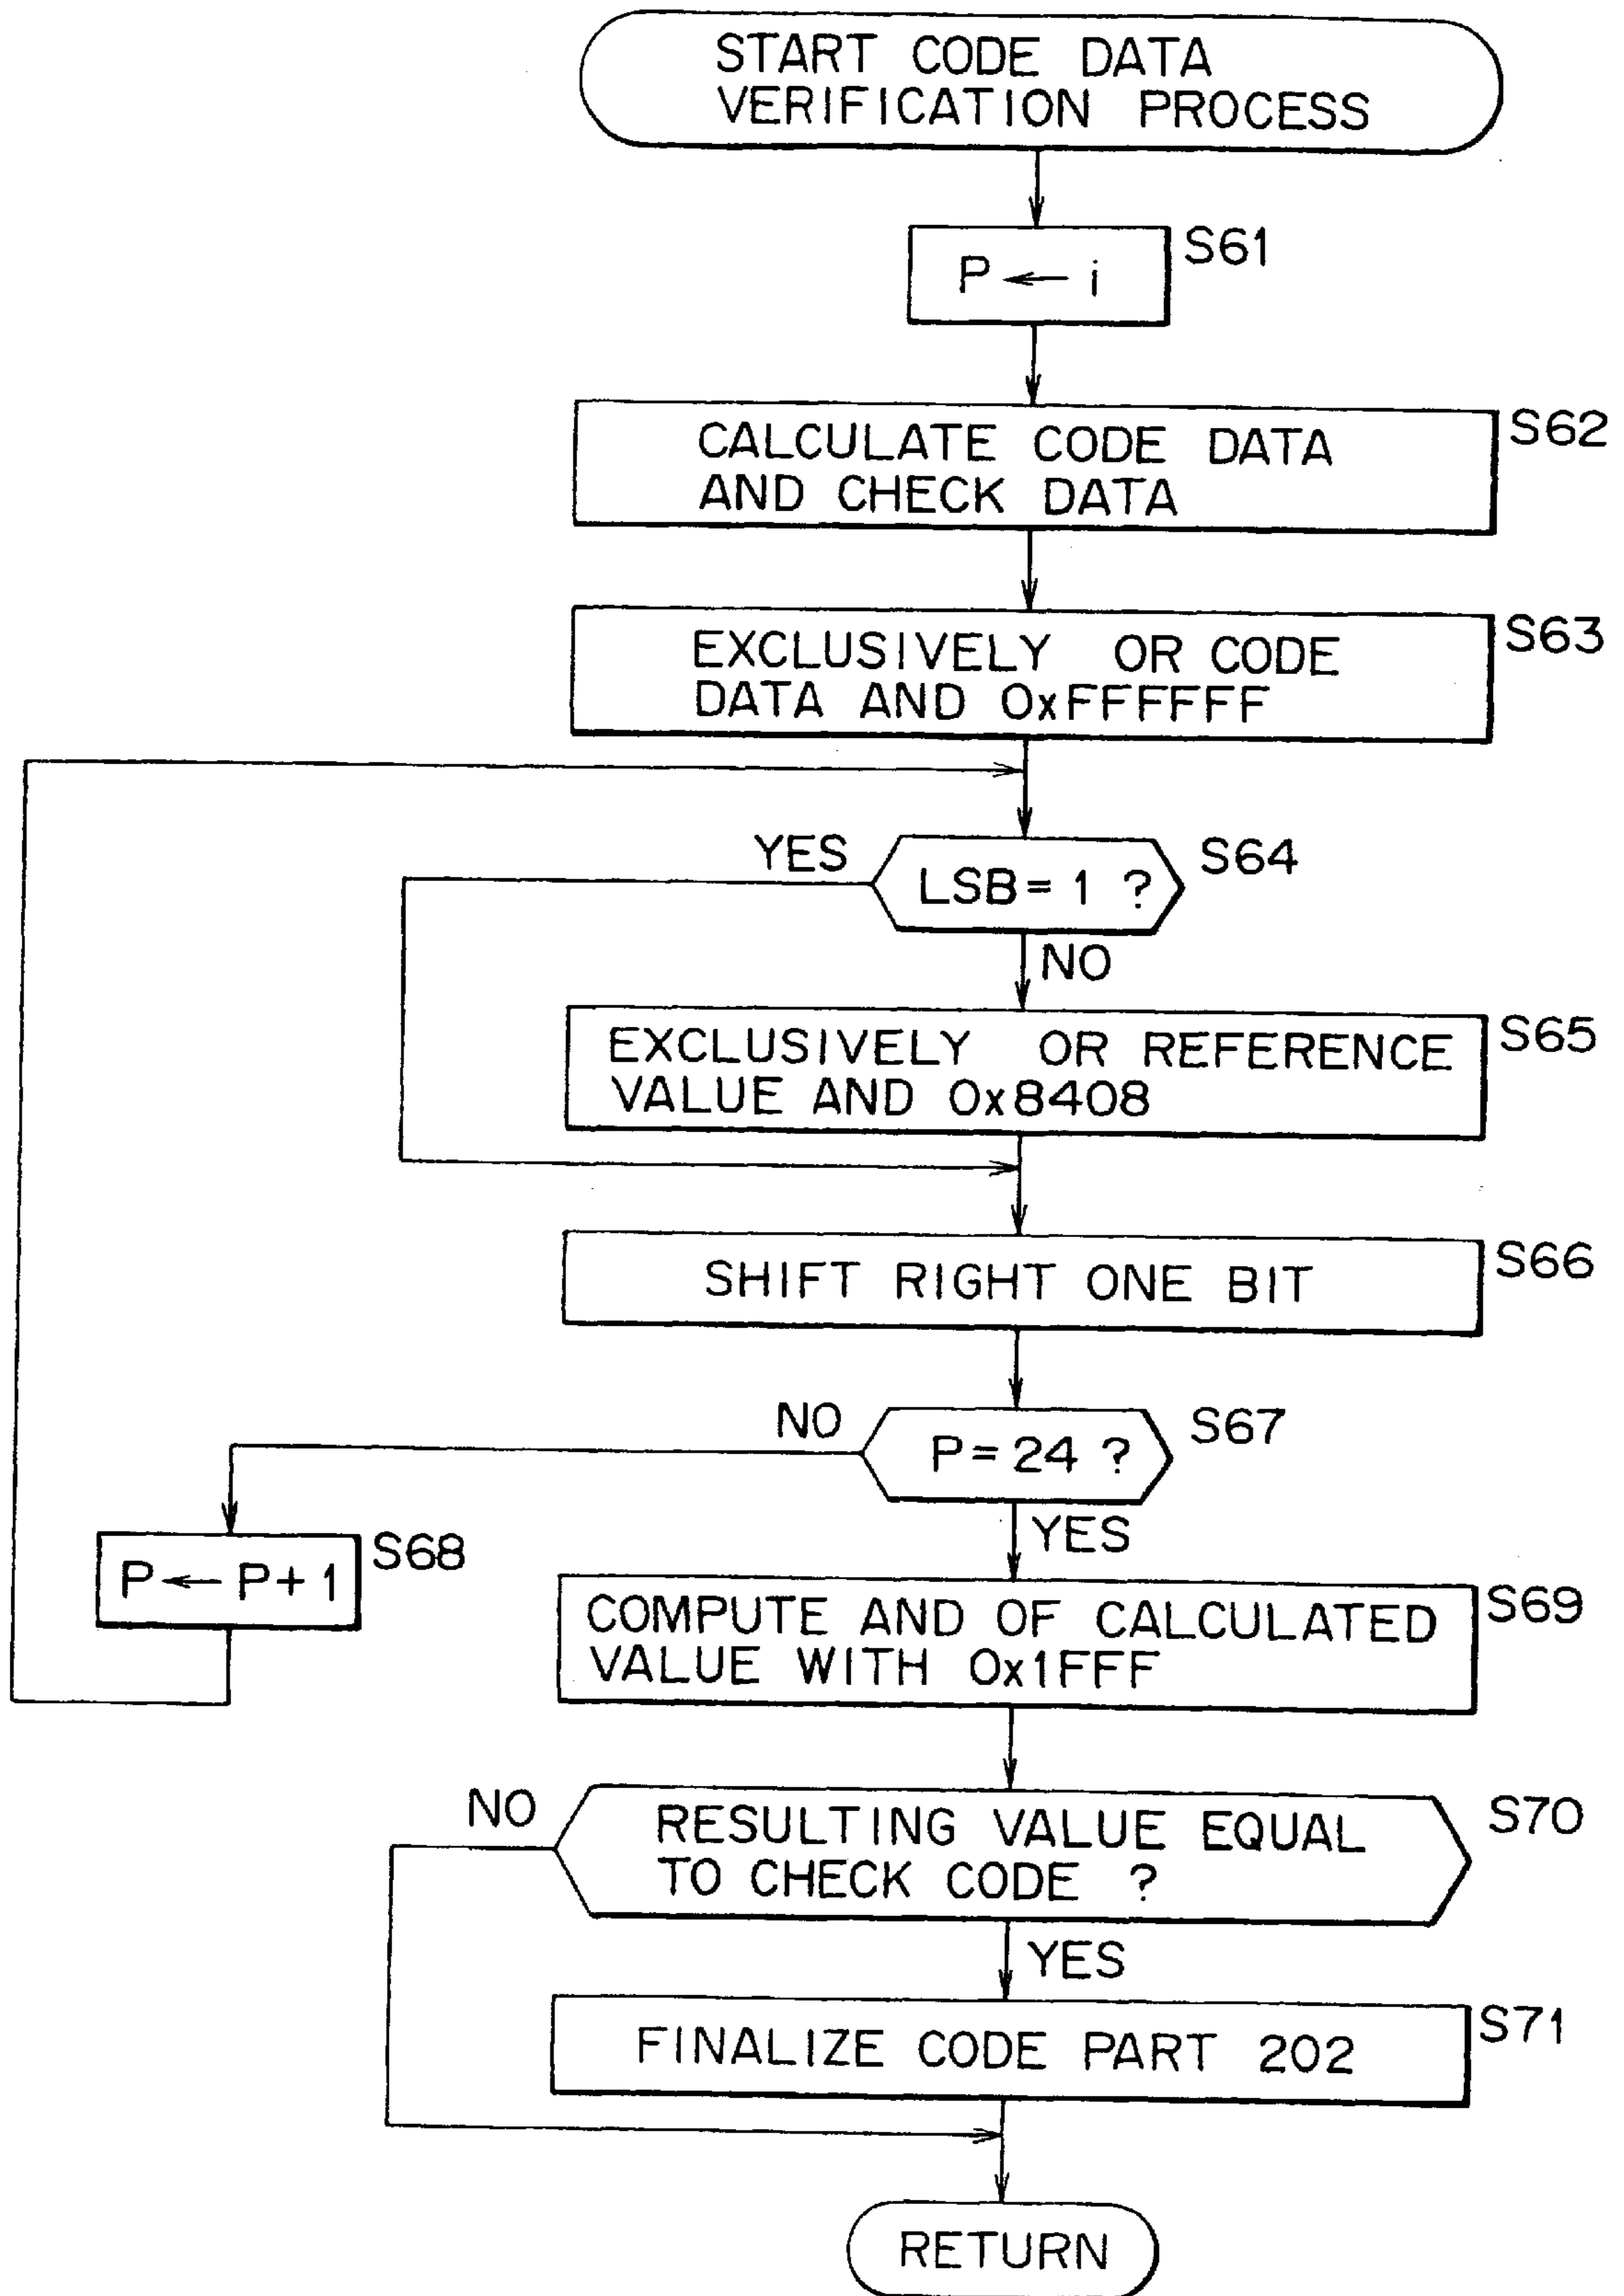 START CODE DATA
VERIFICATION PROCESS
S61
P ← i
S62
CALCULATE CODE DATA
AND CHECK DATA
S63
EXCLUSIVELY OR CODE
DATA AND 0xFFFFFF
YES
S64
LSB = 1 ?
NO
S65
EXCLUSIVELY OR REFERENCE
VALUE AND 0x8408
S66
SHIFT RIGHT ONE BIT
NO
S67
P = 24 ?
YES
S68
P ← P + 1
S69
COMPUTE AND OF CALCULATED
VALUE WITH 0x1FFF
NO
S70
RESULTING VALUE EQUAL
TO CHECK CODE ?
YES
S71
FINALIZE CODE PART 202
RETURN